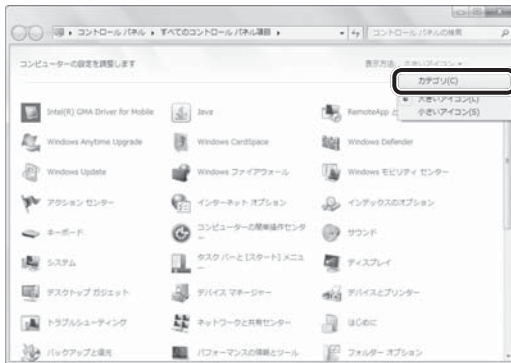 コントロール パネル ▸ すべてのコントロール パネル項目 ▸
コントロール パネルの検索
コンピューターの設定を調整します
表示方法: 大きいアイコン
カテゴリ(C)
大きいアイコン(L)
小さいアイコン(S)
Intel(R) GMA Driver for Mobile
Java
RemoteApp と
Windows Anytime Upgrade
Windows CardSpace
Windows Defender
Windows Update
Windows ファイアウォール
Windows モビリティ センター
アクション センター
インターネット オプション
インデックスのオプション
キーボード
コンピューターの簡単操作センター
サウンド
システム
タスク バーと [スタート] メニュー
ディスプレイ
デスクトップ ガジェット
デバイス マネージャー
デバイスとプリンター
トラブルシューティング
ネットワークと共有センター
はじめに
バックアップと復元
パフォーマンスの情報とツール
フォルダー オプション